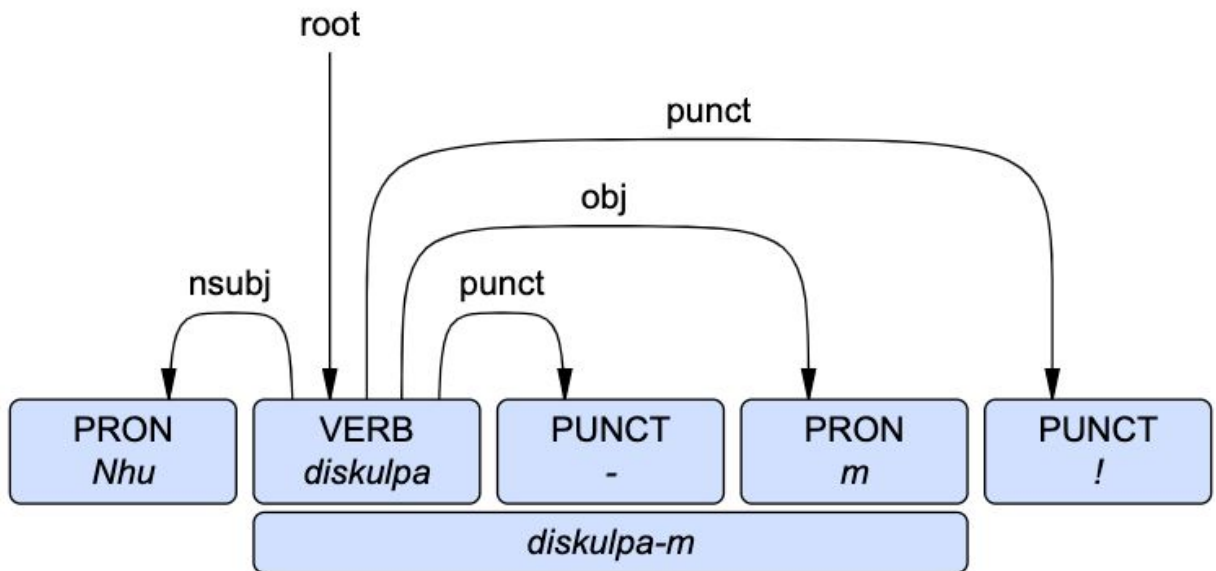 root
punct
obj
nsubj punct
PRON VERB PUNCT PRON PUNCT
Nhu diskulpa - m !
diskulpa-m